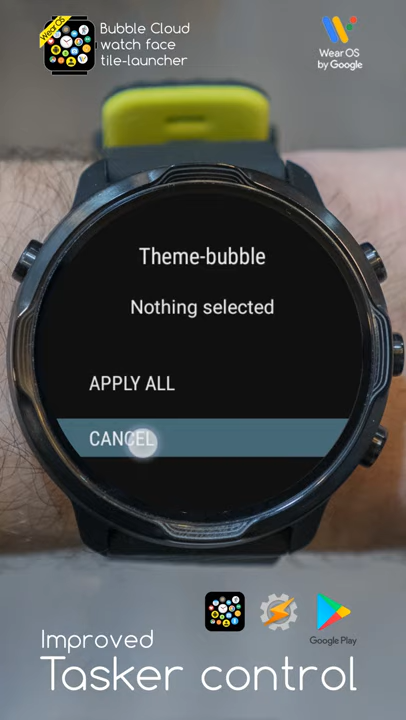 WearOS
Bubble Cloud
watch face
tile-launcher
Wear OS
by Google
Theme-bubble
Nothing selected
APPLY ALL
CANCEL
Google Play
Improved
Tasker control